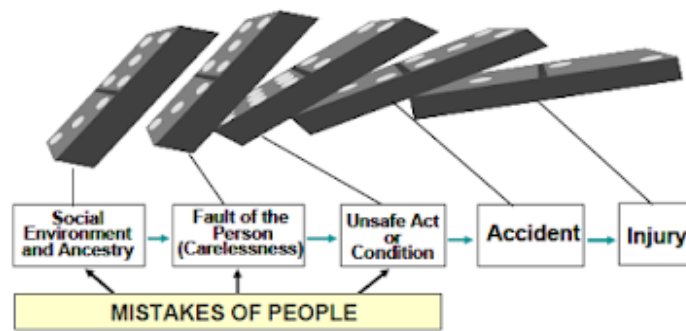 Social
Environment
and Ancestry
Fault of the
Person
(Carelessness)
Unsafe Act
or
Condition
Accident
Injury
MISTAKES OF PEOPLE